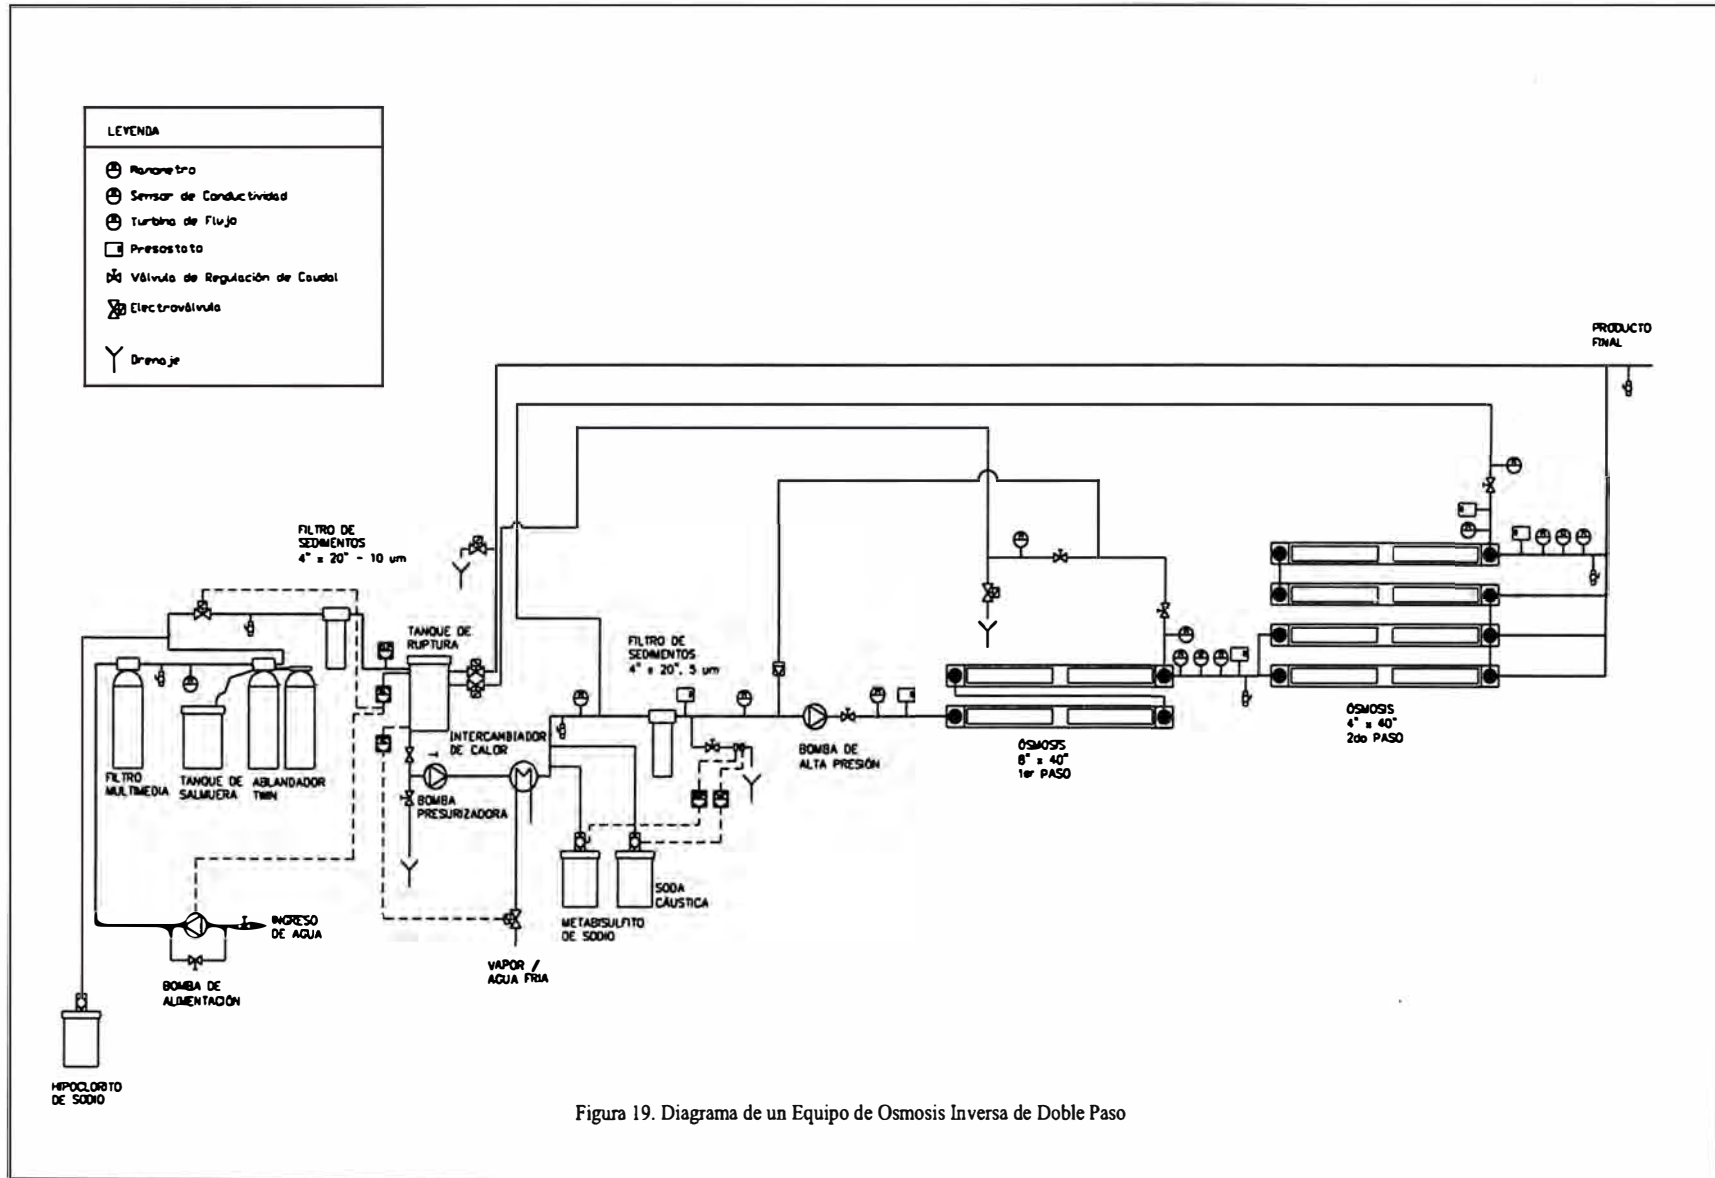 LEYENDA
Manometro
Sensor de Conductividad
Turbina de Flujo
Presostato
Válvula de Regulación de Caudal
Electroválvula
Drenaje
PRODUCTO
FINAL
FILTRO DE
SEDIMENTOS
4" x 20" - 10 um
TANQUE DE
RUPTURA
FILTRO DE
SEDIMENTOS
4" x 20", 5 um
INTERCAMBIADOR
DE CALOR
FILTRO
MULTIMEDIA
TANQUE DE
SALMUERA
ABLANDADOR
TWIN
BOMBA
PRESURIZADORA
BOMBA DE
ALTA PRESIÓN
ÓSMOSIS
8" x 40"
1er PASO
ÓSMOSIS
4" x 40"
2do PASO
SODA
CÁUSTICA
METABISULFITO
DE SODIO
INGRESO
DE AGUA
VAPOR /
AGUA FRIA
BOMBA DE
ALIMENTACIÓN
HIPOCLORITO
DE SODIO
Figura 19. Diagrama de un Equipo de Osmosis Inversa de Doble Paso